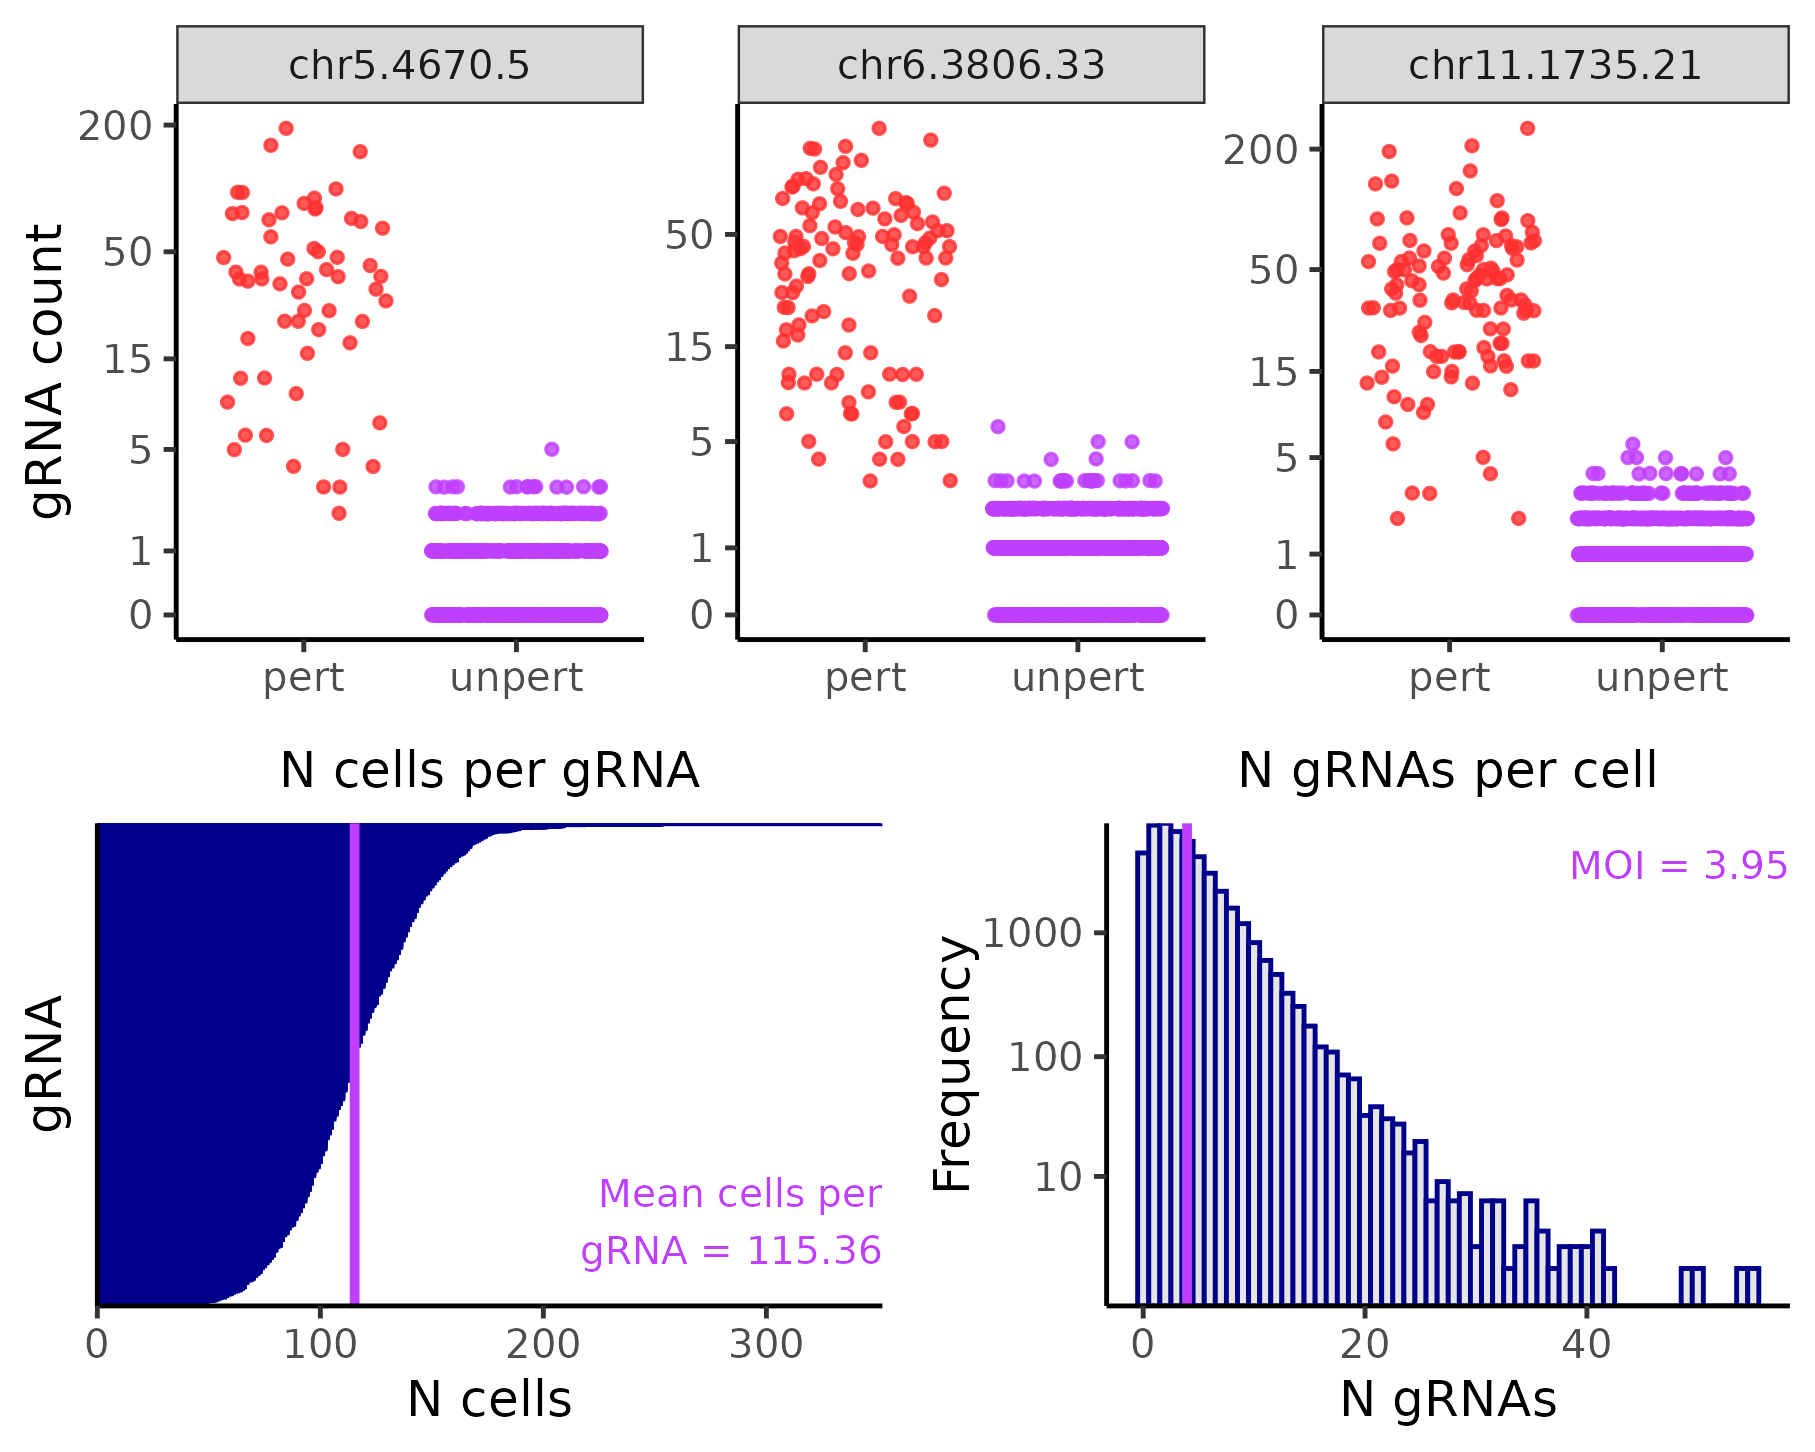 chr5.4670.5
chr6.3806.33
chr11.1735.21
gRNA count
200
50
15
5
1
0
50
15
5
1
0
200
50
15
5
1
0
pert
unpert
pert
unpert
pert
unpert
N cells per gRNA
N gRNAs per cell
gRNA
Mean cells per
gRNA = 115.36
0
100
200
300
N cells
Frequency
MOI = 3.95
1000
100
10
0
20
40
N gRNAs